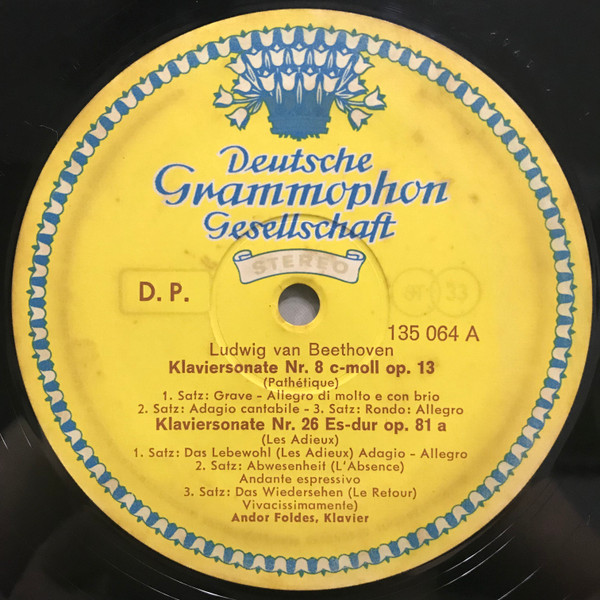 Deutsche
Grammophon
Gesellschaft
STEREO
D. P.
33
135 064 A
Ludwig van Beethoven
Klaviersonate Nr. 8 c-moll op. 13
(Pathétique)
1. Satz: Grave - Allegro di molto e con brio
2. Satz: Adagio cantabile - 3. Satz: Rondo: Allegro
Klaviersonate Nr. 26 Es-dur op. 81 a
(Les Adieux)
1. Satz: Das Lebewohl (Les Adieux) Adagio - Allegro
2. Satz: Abwesenheit (L'Absence)
Andante espressivo
3. Satz: Das Wiedersehen (Le Retour)
Vivacissimamente)
Andor Foldes, Klavier